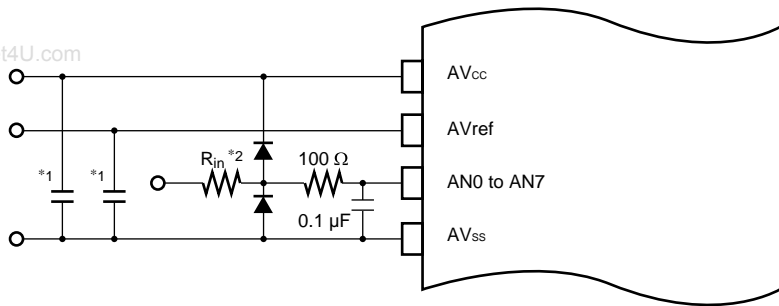 t4U.com
AVcc
AVref
*1
*1
Rin *2
100 Ω
AN0 to AN7
0.1 µF
AVss